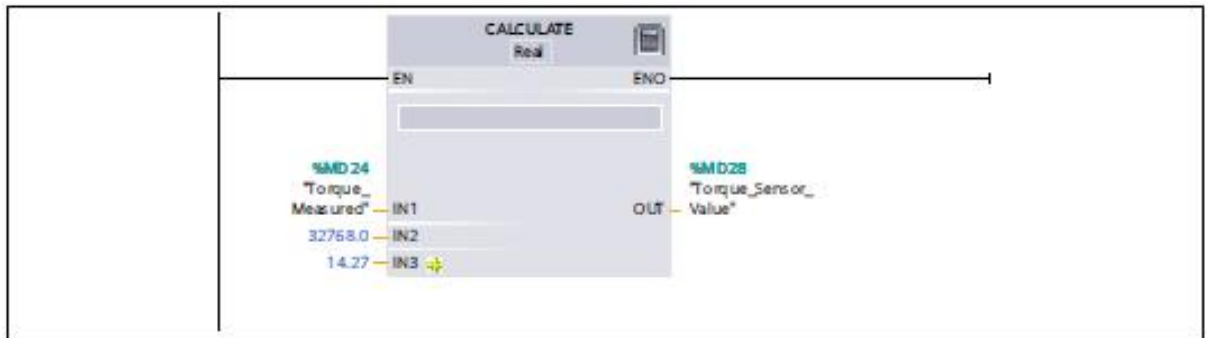 CALCULATE
Real
EN ENO
%MD24
"Torque_
Measured" IN1
32768.0 IN2
14.27 IN3
%MD28
"Torque_Sensor_
OUT Value"